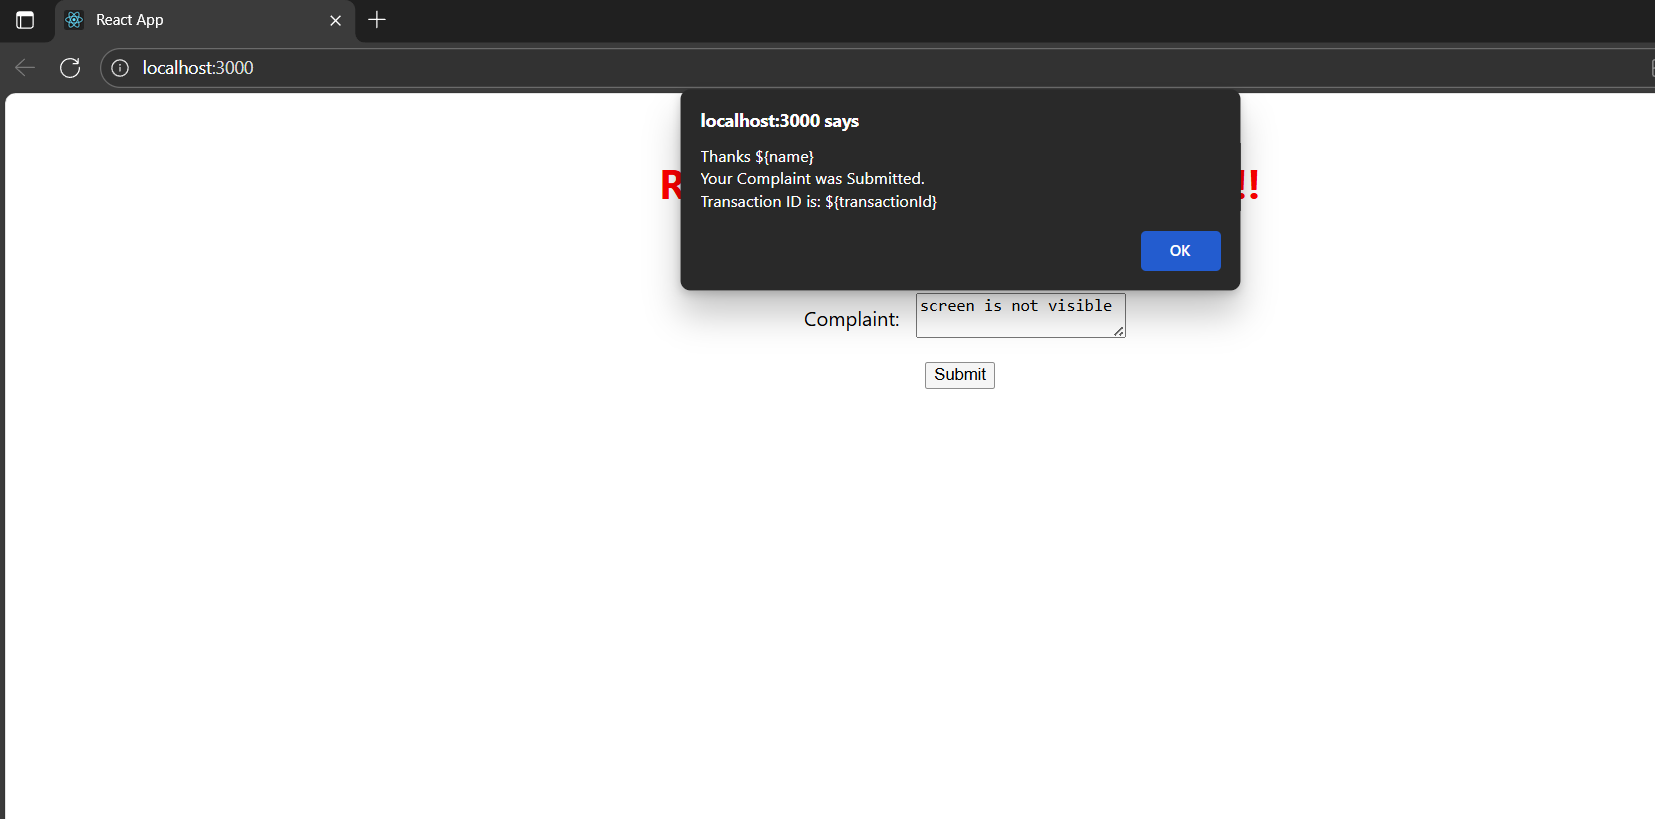 React App
localhost:3000
localhost:3000 says
Thanks ${name}
Your Complaint was Submitted.
Transaction ID is: ${transactionId}
OK
R !!
Complaint: screen is not visible
Submit